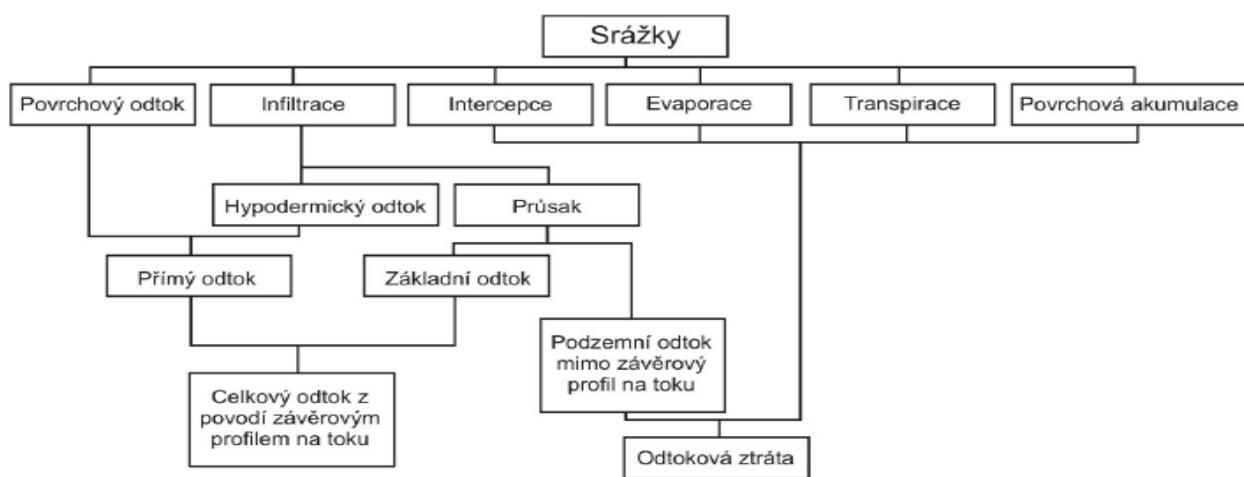 Srážky
Povrchový odtok
Infiltrace
Intercepce
Evaporace
Transpirace
Povrchová akumulace
Hypodermický odtok
Průsak
Přímý odtok
Základní odtok
Podzemní odtok
mimo závěrový
profil na toku
Celkový odtok z
povodí závěrovým
profilem na toku
Odtoková ztráta